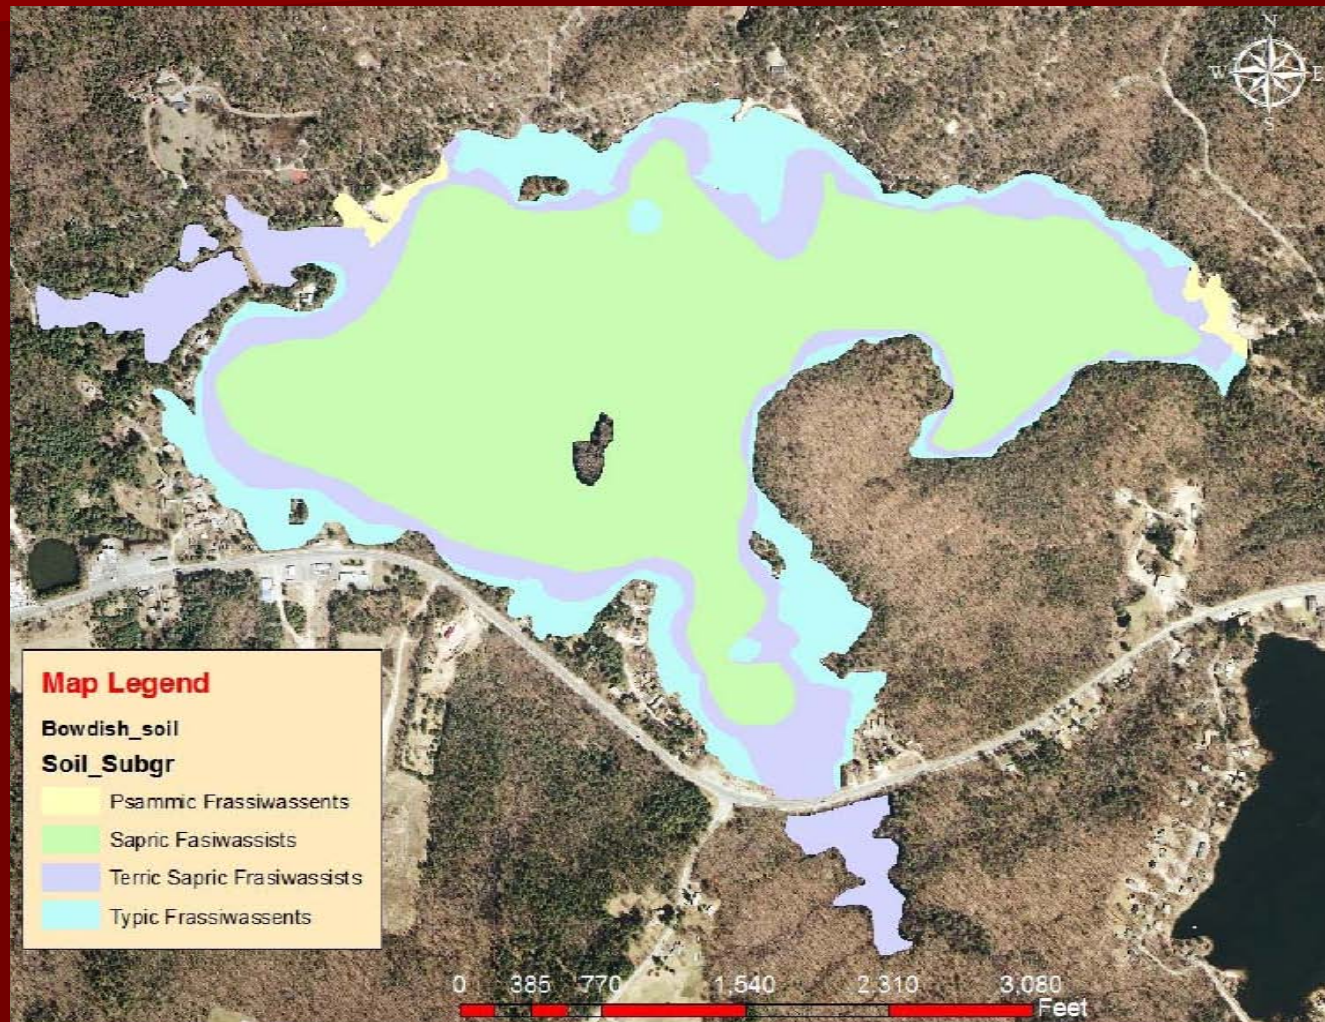 N
W E
S
Map Legend
Bowdish_soil
Soil_Subgr
Psammic Frassiwassents
Sapric Fasiwassists
Terric Sapric Frasiwassists
Typic Frassiwassents
0 385 770 1,540 2,310 3,080
Feet